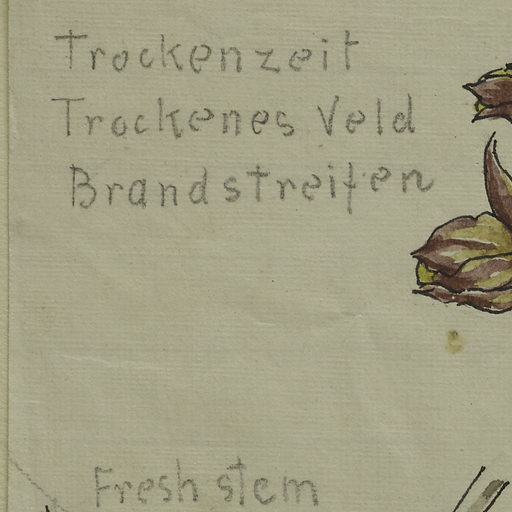 Trockenzeit
Trockenes Veld
Brandstreifen
Fresh stem